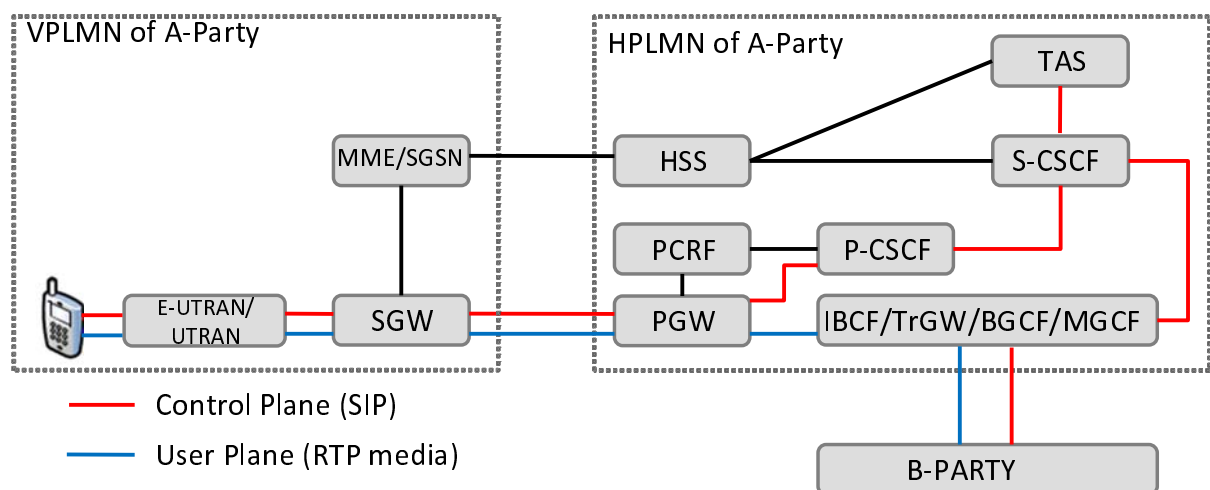 VPLMN of A-Party
HPLMN of A-Party
TAS
MME/SGSN
HSS
S-CSCF
PCRF
P-CSCF
E-UTRAN/
UTRAN
SGW
PGW
IBCF/TrGW/BGCF/MGCF
Control Plane (SIP)
User Plane (RTP media)
B-PARTY